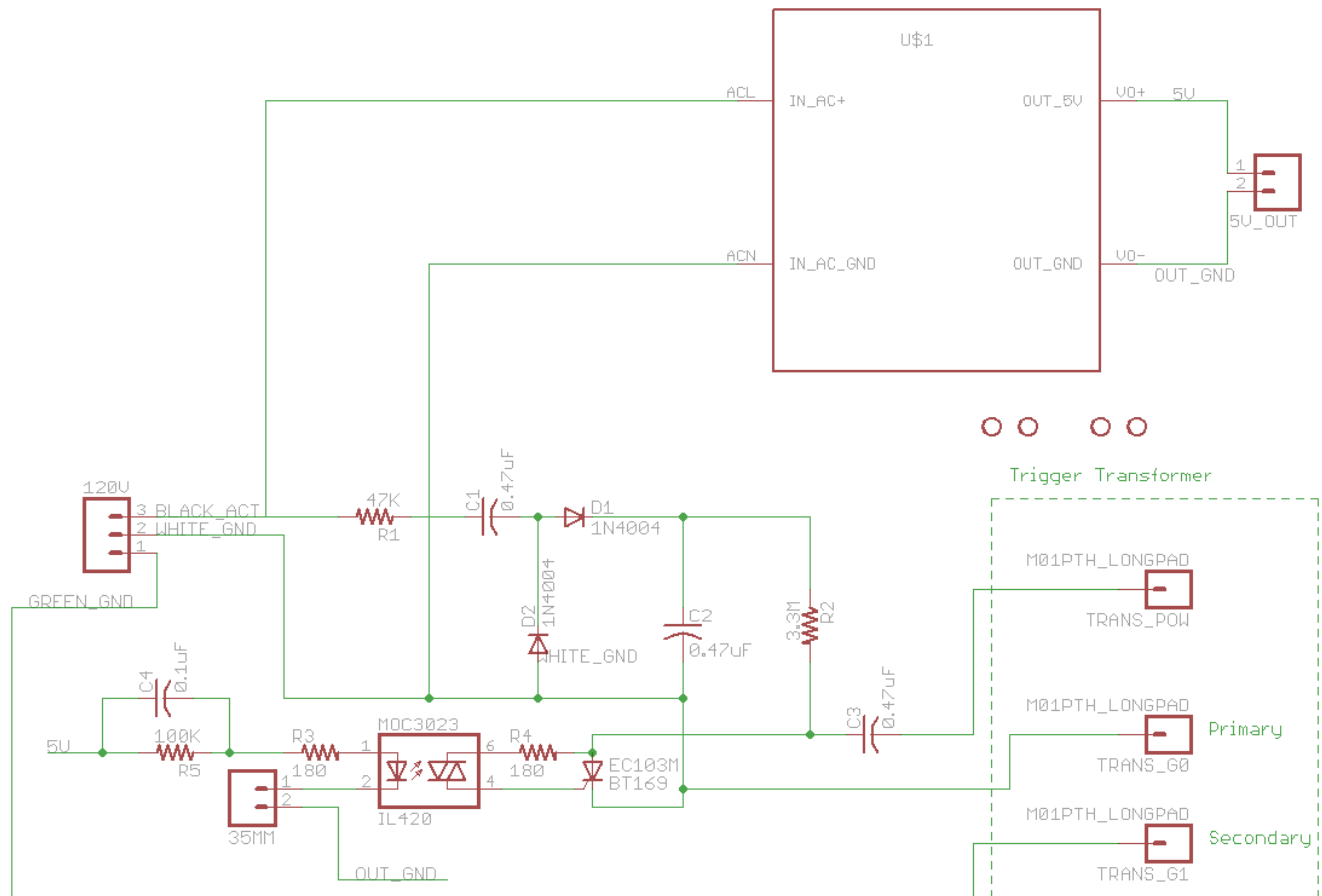 U$1
ACL
IN_AC+
OUT_5V
VO+
5V
1
2
5V_OUT
ACN
IN_AC_GND
OUT_GND
VO-
OUT_GND
Trigger Transformer
120V
3
BLACK_ACT
2
WHITE_GND
1
GREEN_GND
47K
R1
C1
0.47uF
D1
1N4004
D2
1N4004
WHITE_GND
C2
0.47uF
3.3M
R2
M01PTH_LONGPAD
TRANS_POW
C4
0.1uF
5V
100K
R5
R3
180
MOC3023
1
2
6
4
IL420
R4
180
EC103M
BT169
C3
0.47uF
M01PTH_LONGPAD
Primary
TRANS_G0
1
2
35MM
OUT_GND
M01PTH_LONGPAD
Secondary
TRANS_G1